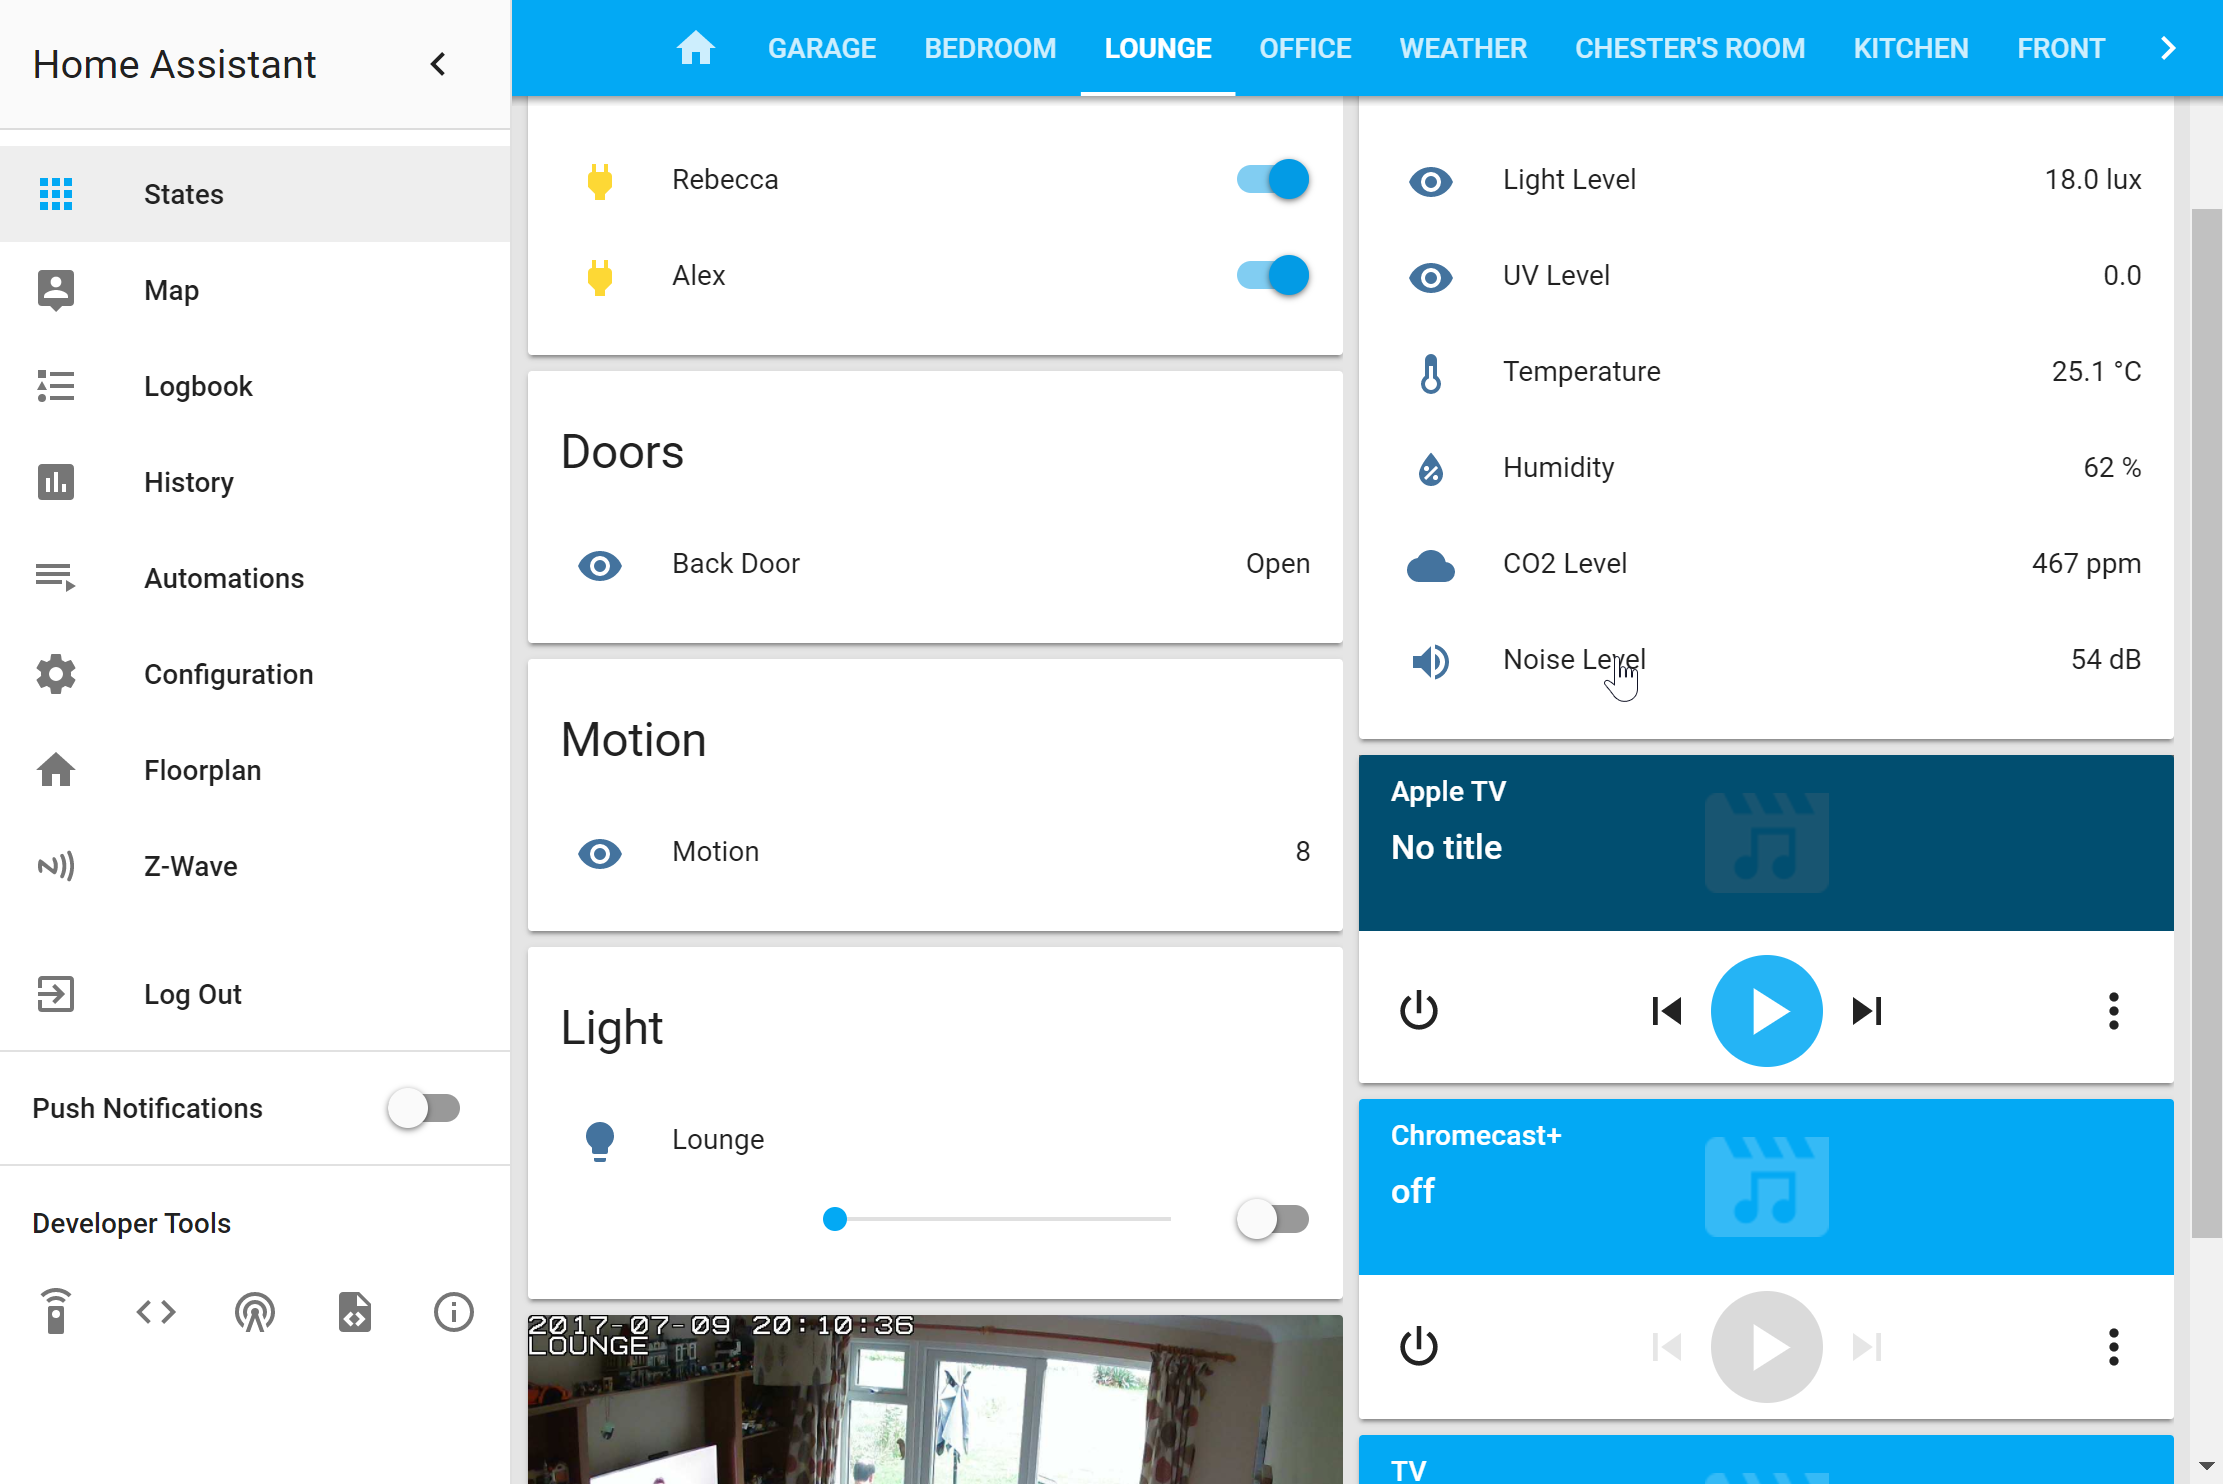 Home Assistant
States
Map
Logbook
History
Automations
Configuration
Floorplan
Z-Wave
Log Out
Push Notifications
Developer Tools
GARAGE BEDROOM LOUNGE OFFICE WEATHER CHESTER'S ROOM KITCHEN FRONT
Rebecca
Alex
Doors
Back Door Open
Motion
Motion 8
Light
Lounge
2017-07-09 20:10:36
LOUNGE
Light Level 18.0 lux
UV Level 0.0
Temperature 25.1 °C
Humidity 62 %
CO2 Level 467 ppm
Noise Level 54 dB
Apple TV
No title
Chromecast+
off
TV